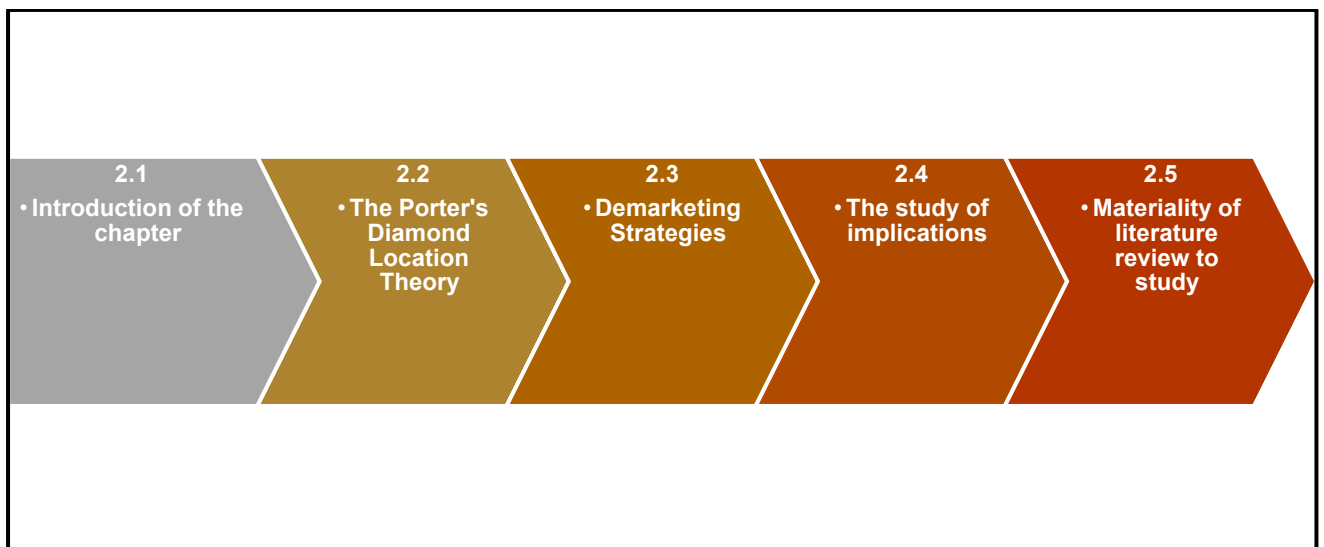 2.1
• Introduction of the
chapter
2.2
• The Porter's
Diamond
Location
Theory
2.3
• Demarketing
Strategies
2.4
• The study of
implications
2.5
• Materiality of
literature
review to
study